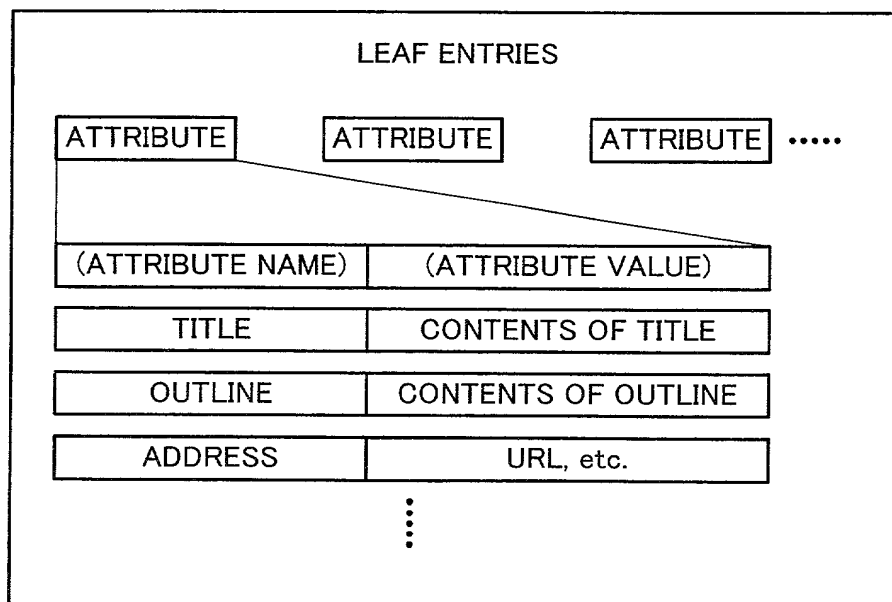 LEAF ENTRIES
ATTRIBUTE ATTRIBUTE ATTRIBUTE •••••
(ATTRIBUTE NAME) (ATTRIBUTE VALUE)
TITLE CONTENTS OF TITLE
OUTLINE CONTENTS OF OUTLINE
ADDRESS URL, etc.